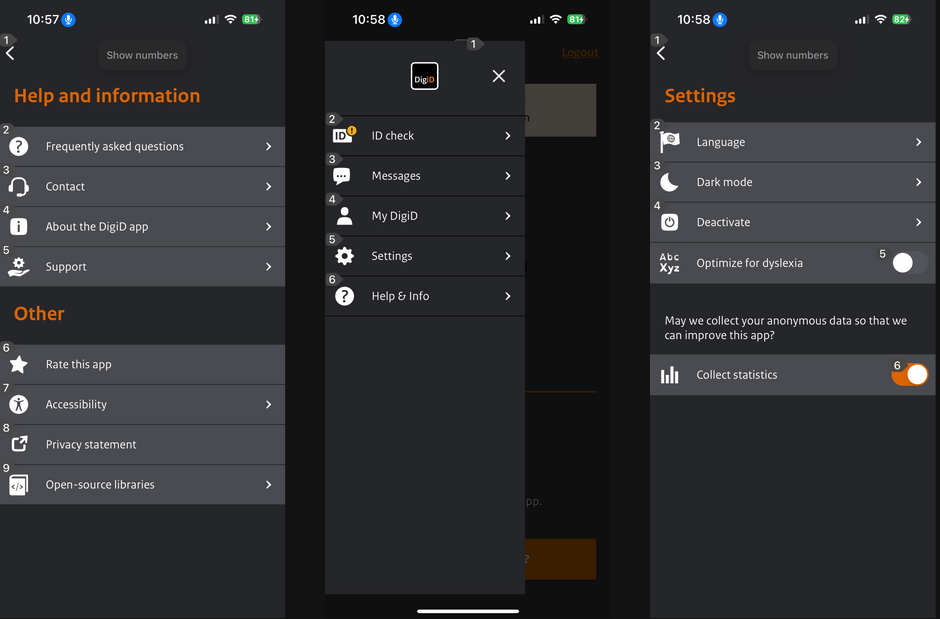 10:57
81
1
Show numbers
Help and information
2
Frequently asked questions
3
Contact
4
About the DigiD app
5
Support
Other
6
Rate this app
7
Accessibility
8
Privacy statement
9
Open-source libraries
10:58
81
1
Logout
DigiD
2
ID check
3
Messages
4
My DigiD
5
Settings
6
Help & Info
pp.
?
10:58
82
1
Show numbers
Settings
2
Language
3
Dark mode
4
Deactivate
Abc
Xyz
Optimize for dyslexia
5
May we collect your anonymous data so that we
can improve this app?
Collect statistics
6